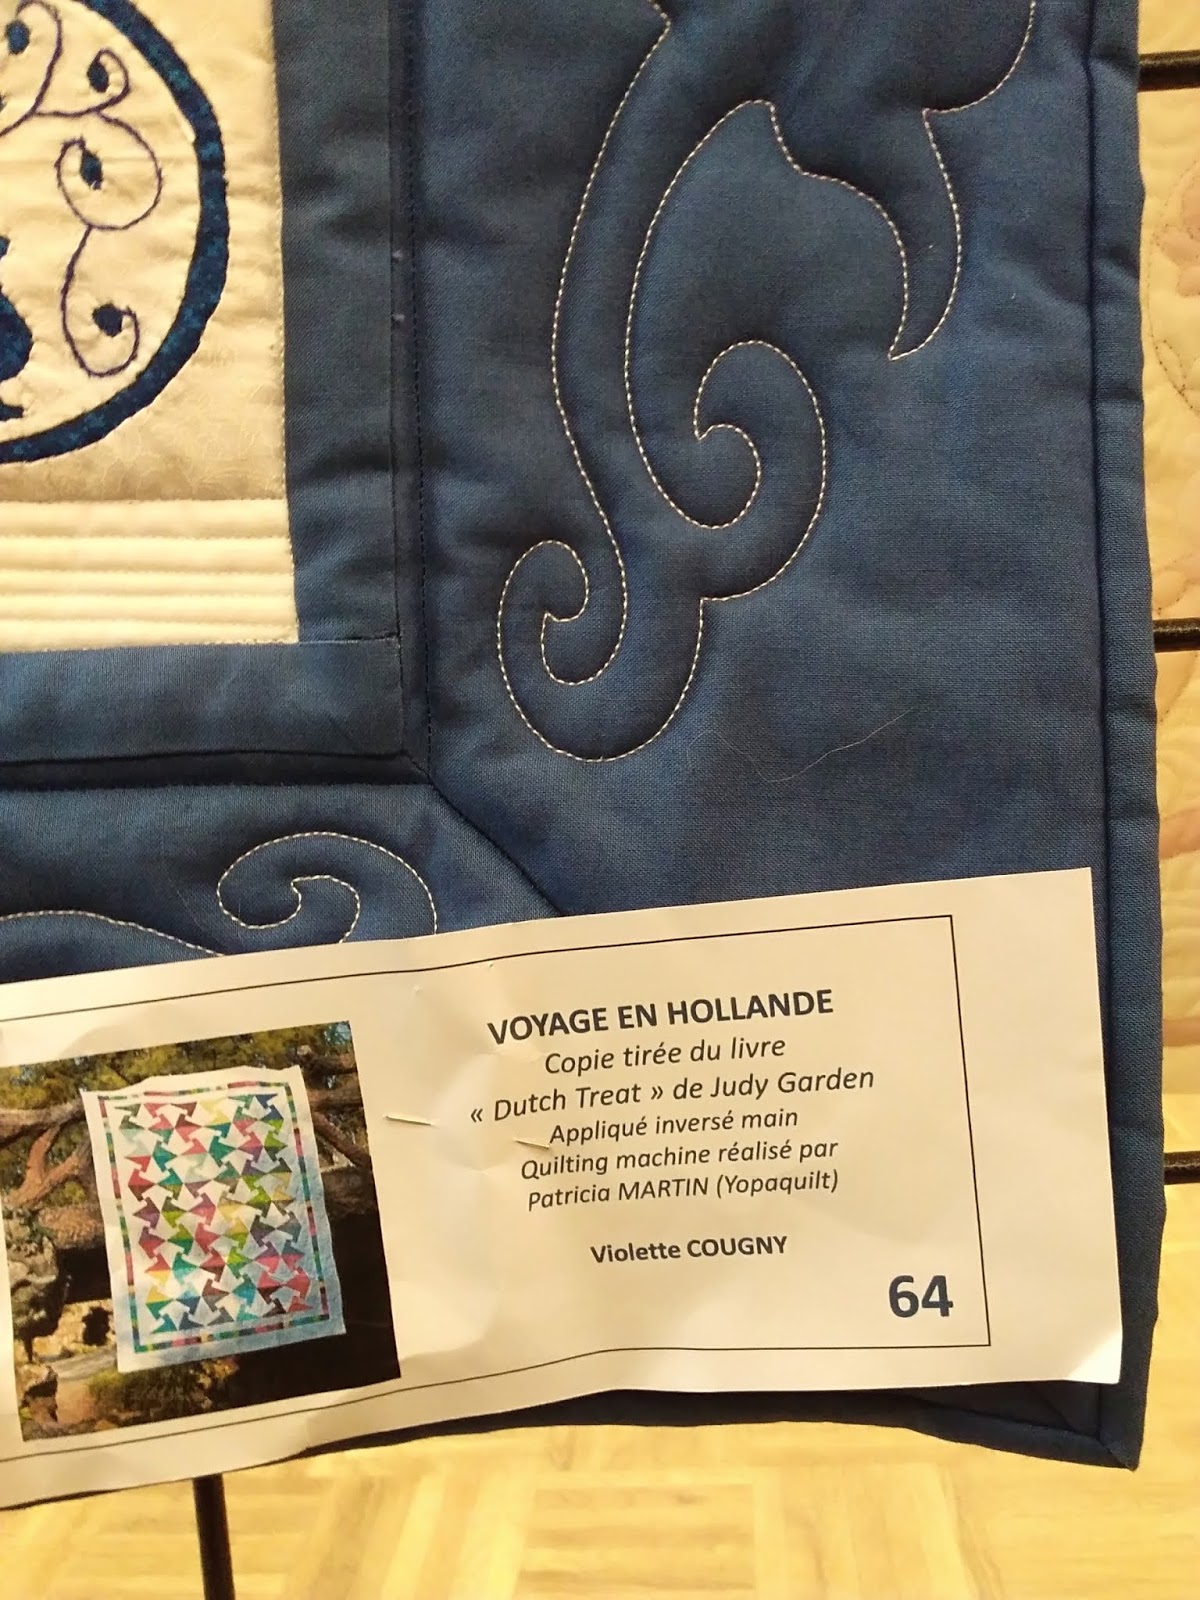 VOYAGE EN HOLLANDE
Copie tirée du livre
« Dutch Treat » de Judy Garden
Appliqué inversé main
Quilting machine réalisé par
Patricia MARTIN (Yopaquilt)
Violette COUGNY
64